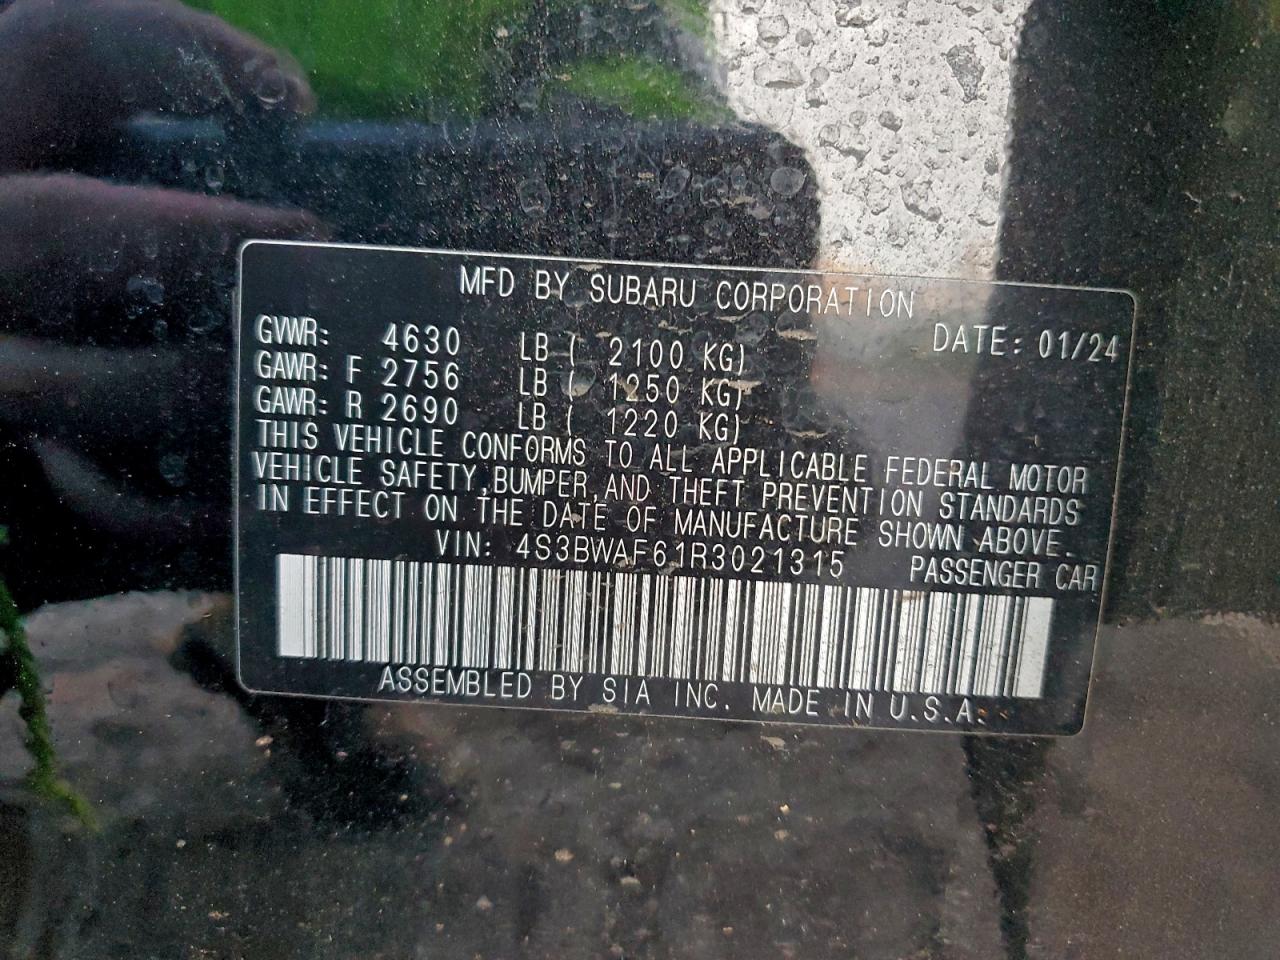 MFD BY SUBARU CORPORATION
GVWR: 4630 LB ( 2100 KG) DATE: 01/24
GAWR: F 2756 LB ( 1250 KG)
GAWR: R 2690 LB ( 1220 KG)
THIS VEHICLE CONFORMS TO ALL APPLICABLE FEDERAL MOTOR
VEHICLE SAFETY, BUMPER, AND THEFT PREVENTION STANDARDS
IN EFFECT ON THE DATE OF MANUFACTURE SHOWN ABOVE.
VIN: 4S3BWAF61R3021315 PASSENGER CAR
ASSEMBLED BY SIA INC. MADE IN U.S.A.